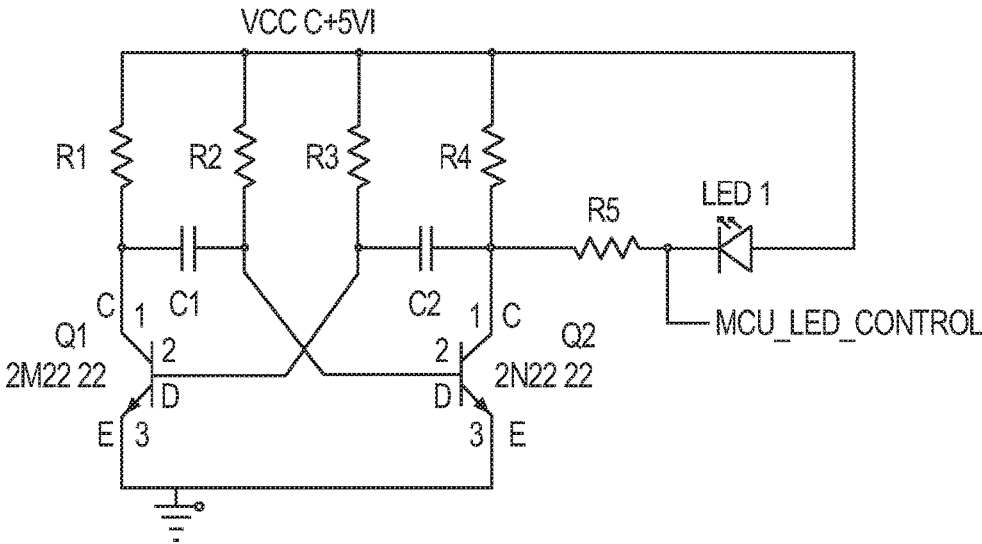 VCC C+5VI
R1
R2
R3
R4
LED 1
R5
C1
C2
C
1
1
C
MCU_LED_CONTROL
Q1
2
2
Q2
2M22 22
2N22 22
D
D
E
3
3
E